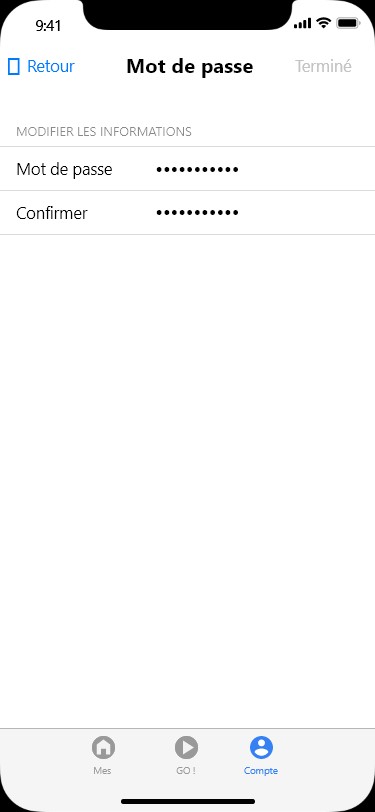 9:41
Retour
Mot de passe
Terminé
MODIFIER LES INFORMATIONS
Mot de passe •••••••••••
Confirmer •••••••••••
Mes
GO !
Compte